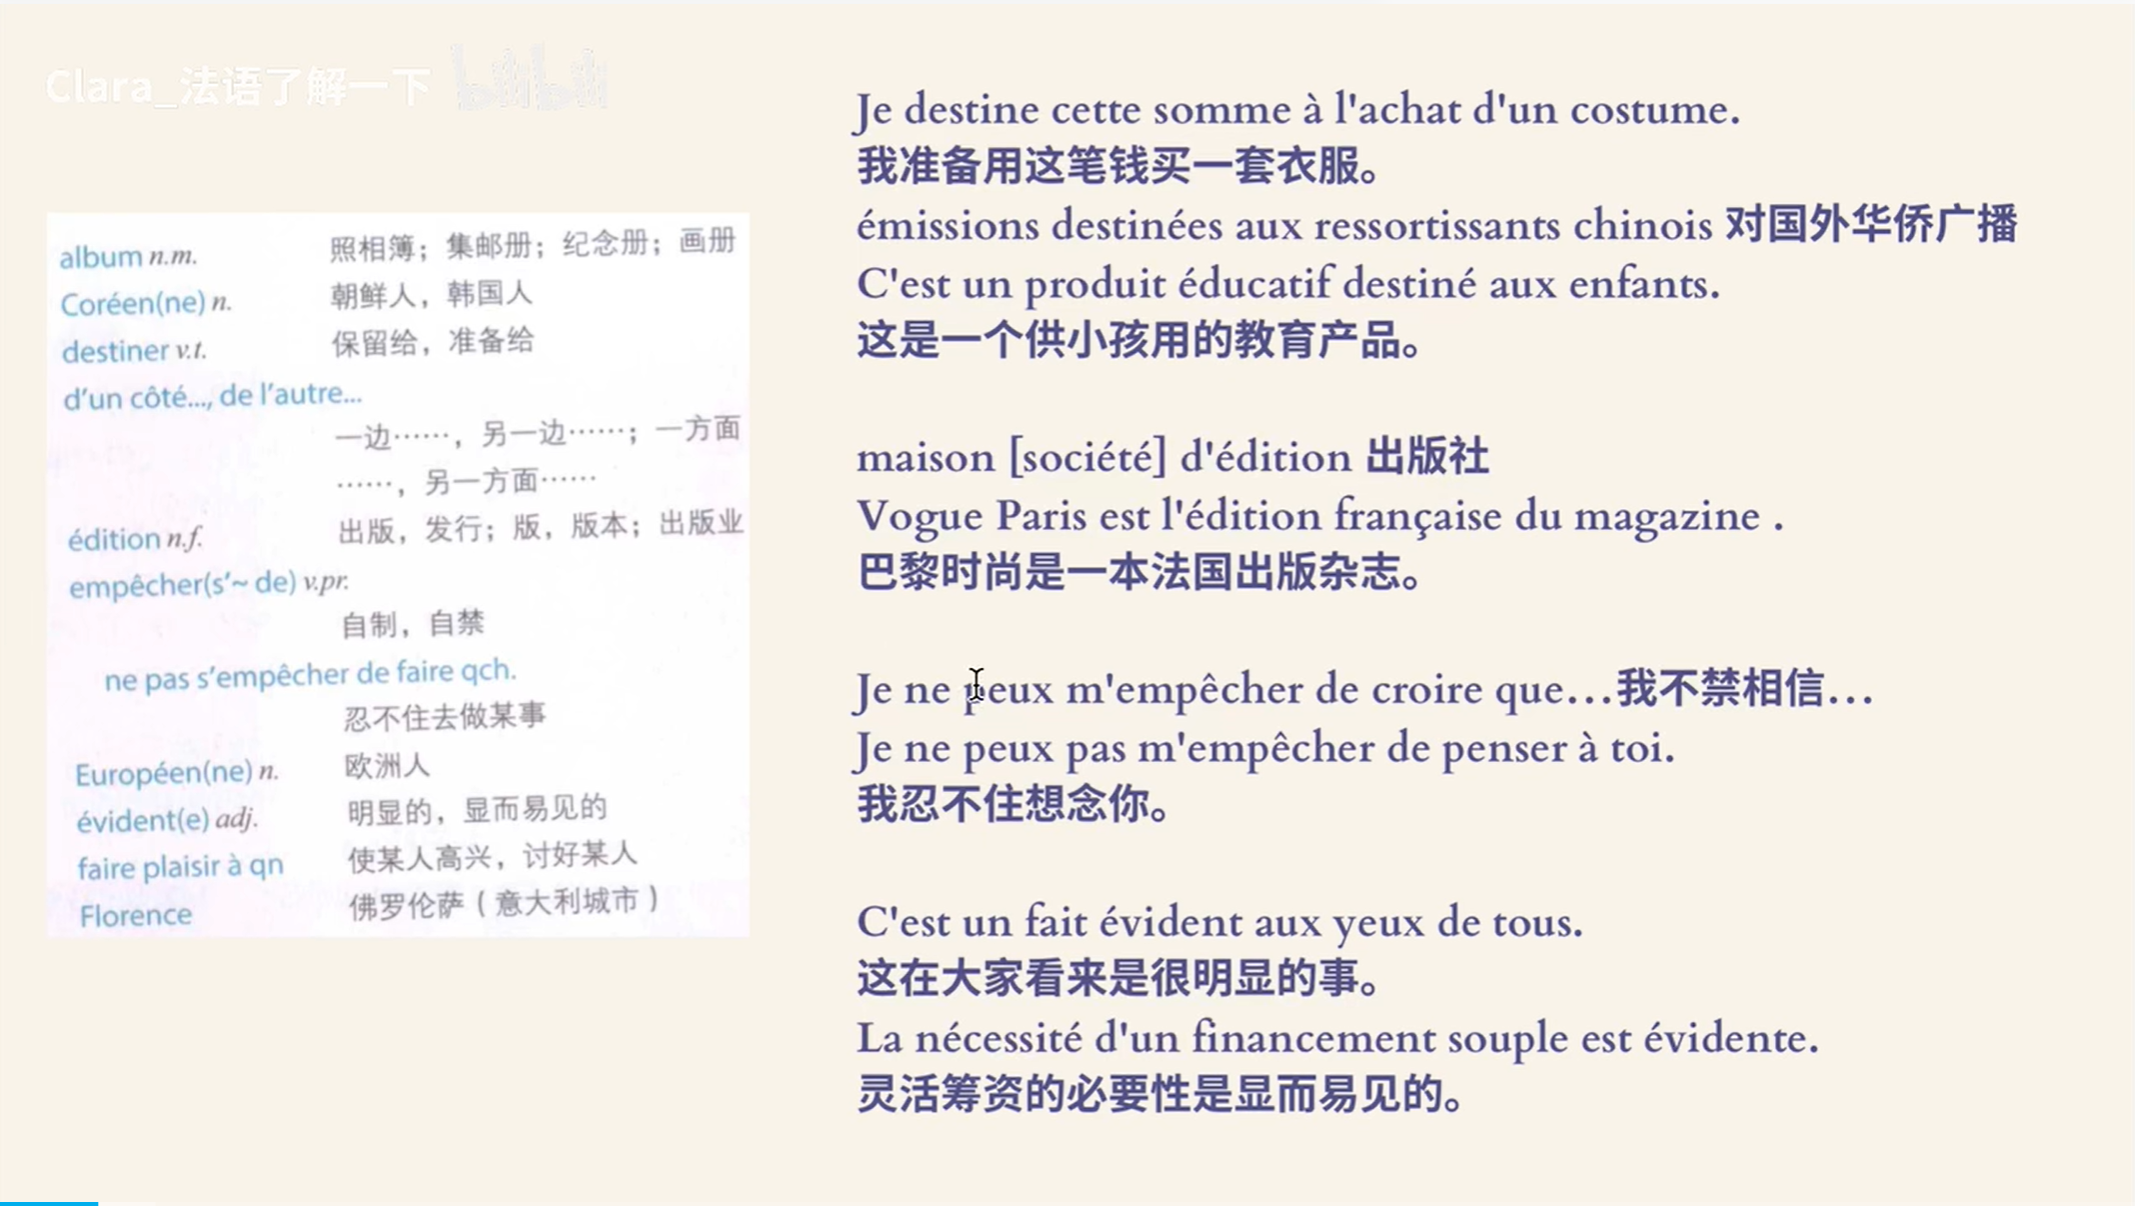 Clara_法语了解一下 bilibili
album n.m. 照相簿；集邮册；纪念册；画册
Coréen(ne) n. 朝鲜人，韩国人
destiner v.t. 保留给，准备给
d'un côté..., de l'autre...
一边……，另一边……；一方面
……，另一方面……
édition n.f. 出版，发行；版，版本；出版业
empêcher(s'~ de) v.pr.
自制，自禁
ne pas s'empêcher de faire qch.
忍不住去做某事
Européen(ne) n. 欧洲人
évident(e) adj. 明显的，显而易见的
faire plaisir à qn 使某人高兴，讨好某人
Florence 佛罗伦萨（意大利城市）
Je destine cette somme à l'achat d'un costume.
我准备用这笔钱买一套衣服。
émissions destinées aux ressortissants chinois 对国外华侨广播
C'est un produit éducatif destiné aux enfants.
这是一个供小孩用的教育产品。
maison [société] d'édition 出版社
Vogue Paris est l'édition française du magazine .
巴黎时尚是一本法国出版杂志。
Je ne peux m'empêcher de croire que…我不禁相信…
Je ne peux pas m'empêcher de penser à toi.
我忍不住想念你。
C'est un fait évident aux yeux de tous.
这在大家看来是很明显的事。
La nécessité d'un financement souple est évidente.
灵活筹资的必要性是显而易见的。